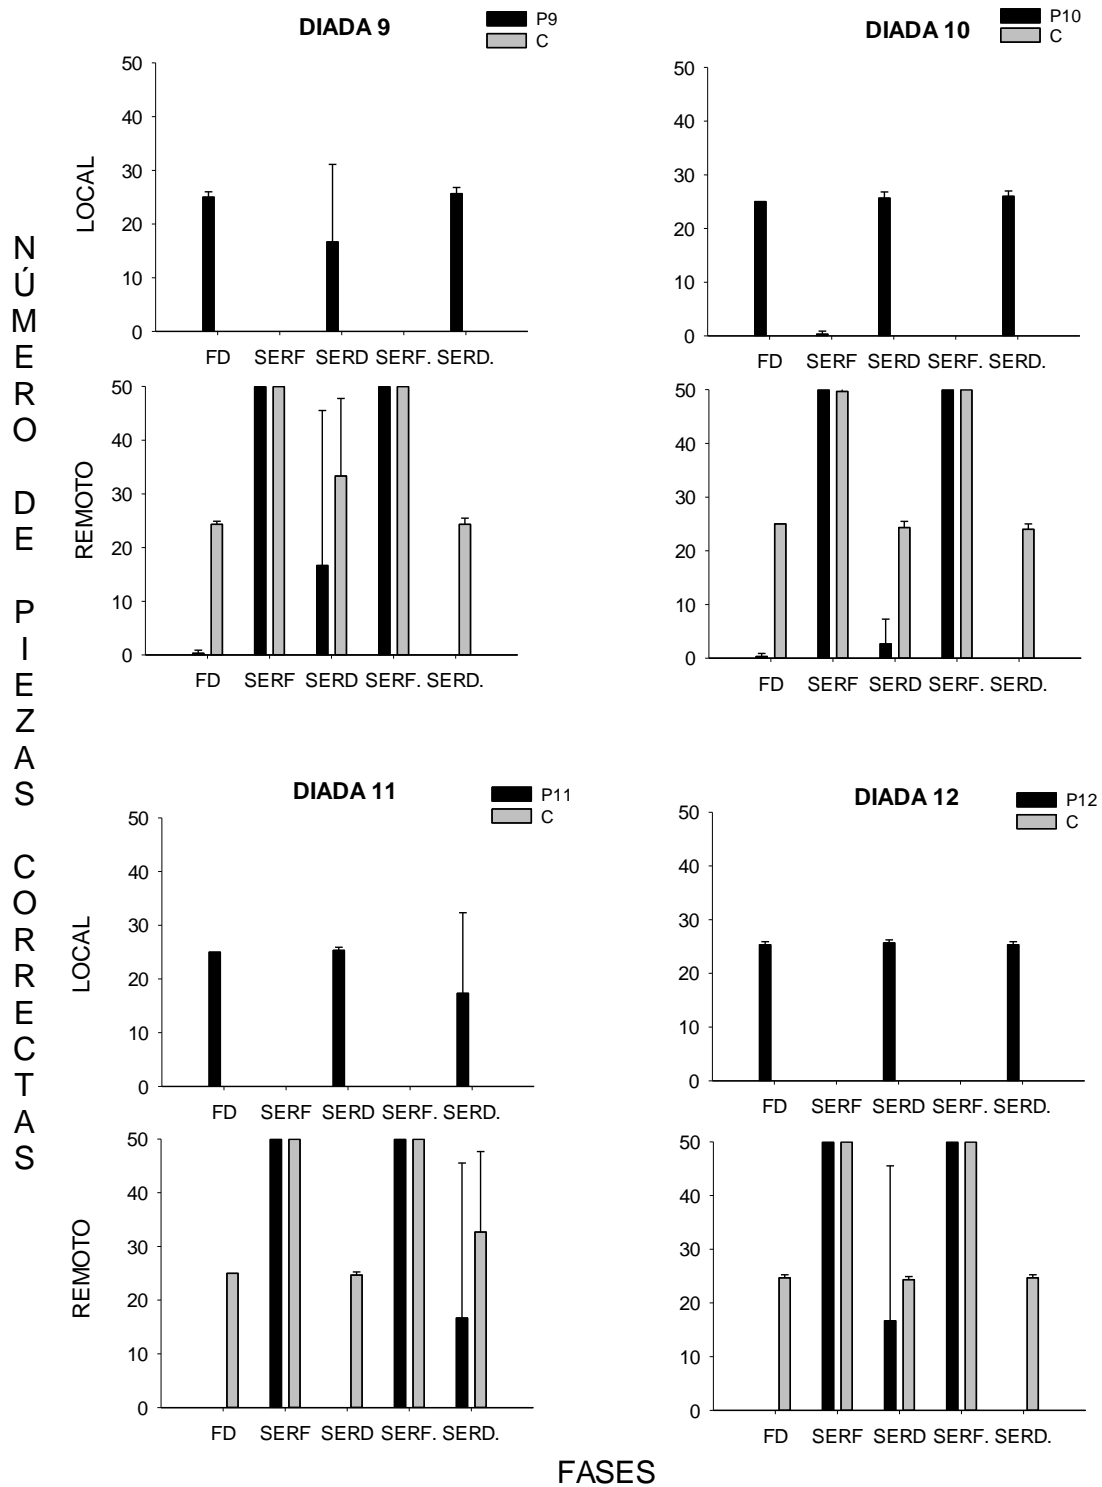 NÚMERO DE PIEZAS CORRECTAS
DIADA 9
P9
C
LOCAL
50
40
30
20
10
0
FD SERF SERD SERF. SERD.
REMOTO
50
40
30
20
10
0
FD SERF SERD SERF. SERD.
DIADA 10
P10
C
50
40
30
20
10
0
FD SERF SERD SERF. SERD.
50
40
30
20
10
0
FD SERF SERD SERF. SERD.
DIADA 11
P11
C
LOCAL
50
40
30
20
10
0
FD SERF SERD SERF. SERD.
REMOTO
50
40
30
20
10
0
FD SERF SERD SERF. SERD.
DIADA 12
P12
C
50
40
30
20
10
0
FD SERF SERD SERF. SERD.
50
40
30
20
10
0
FD SERF SERD SERF. SERD.
FASES